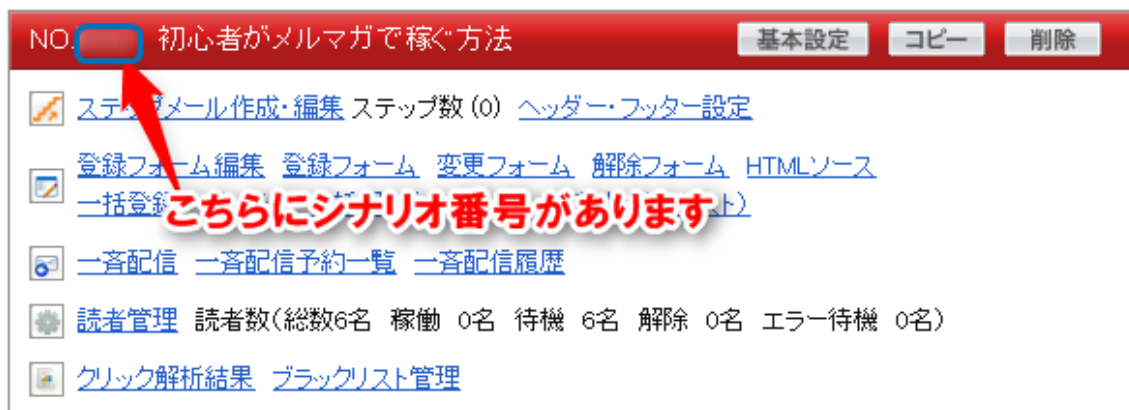 NO. 初心者がメルマガで稼ぐ方法 基本設定 コピー 削除
ステップメール作成・編集 ステップ数(0) ヘッダー・フッター設定
登録フォーム編集 登録フォーム 変更フォーム 解除フォーム HTMLソース
一括登録
こちらにシナリオ番号があります
一斉配信 一斉配信予約一覧 一斉配信履歴
読者管理 読者数(総数6名 稼働 0名 待機 6名 解除 0名 エラー待機 0名)
クリック解析結果 ブラックリスト管理